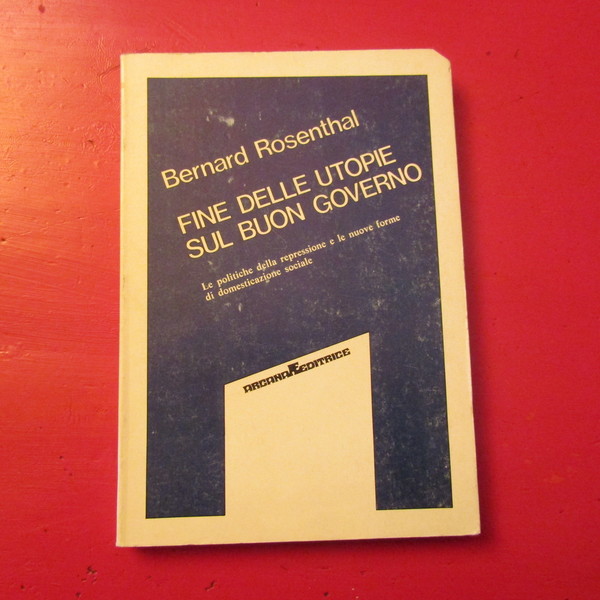 Bernard Rosenthal
FINE DELLE UTOPIE
SUL BUON GOVERNO
Le politiche della repressione e le nuove forme
di domesticazione sociale
ARCANA Æ EDITRICE